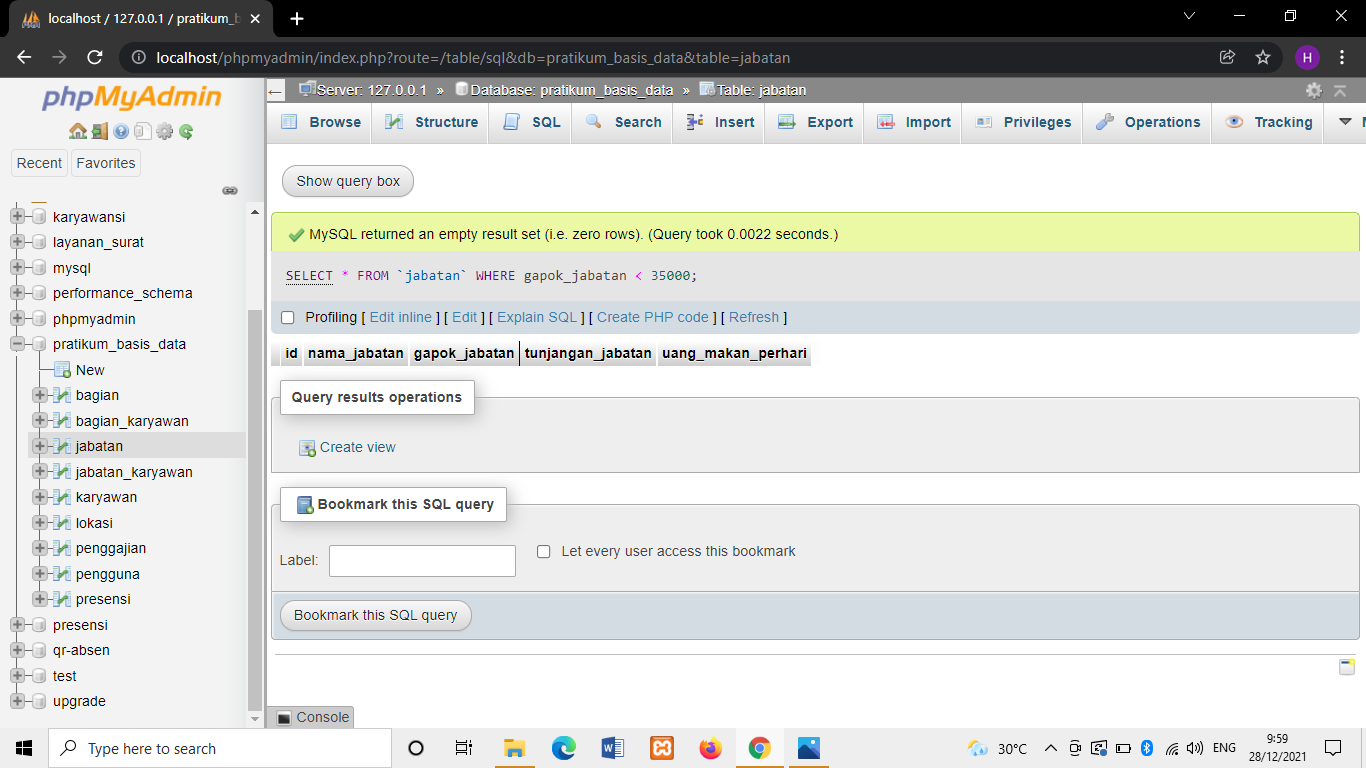 localhost / 127.0.0.1 / pratikum_b
localhost/phpmyadmin/index.php?route=/table/sql&db=pratikum_basis_data&table=jabatan
H
phpMyAdmin
Recent
Favorites
karyawansi
layanan_surat
mysql
performance_schema
phpmyadmin
pratikum_basis_data
New
bagian
bagian_karyawan
jabatan
jabatan_karyawan
karyawan
lokasi
penggajian
pengguna
presensi
presensi
qr-absen
test
upgrade
Server: 127.0.0.1 » Database: pratikum_basis_data » Table: jabatan
Browse Structure SQL Search Insert Export Import Privileges Operations Tracking
Show query box
MySQL returned an empty result set (i.e. zero rows). (Query took 0.0022 seconds.)
SELECT * FROM `jabatan` WHERE gapok_jabatan < 35000;
Profiling [ Edit inline ] [ Edit ] [ Explain SQL ] [ Create PHP code ] [ Refresh ]
id nama_jabatan gapok_jabatan tunjangan_jabatan uang_makan_perhari
Query results operations
Create view
Bookmark this SQL query
Label:
Let every user access this bookmark
Bookmark this SQL query
Console
Type here to search
30°C
ENG
9:59
28/12/2021